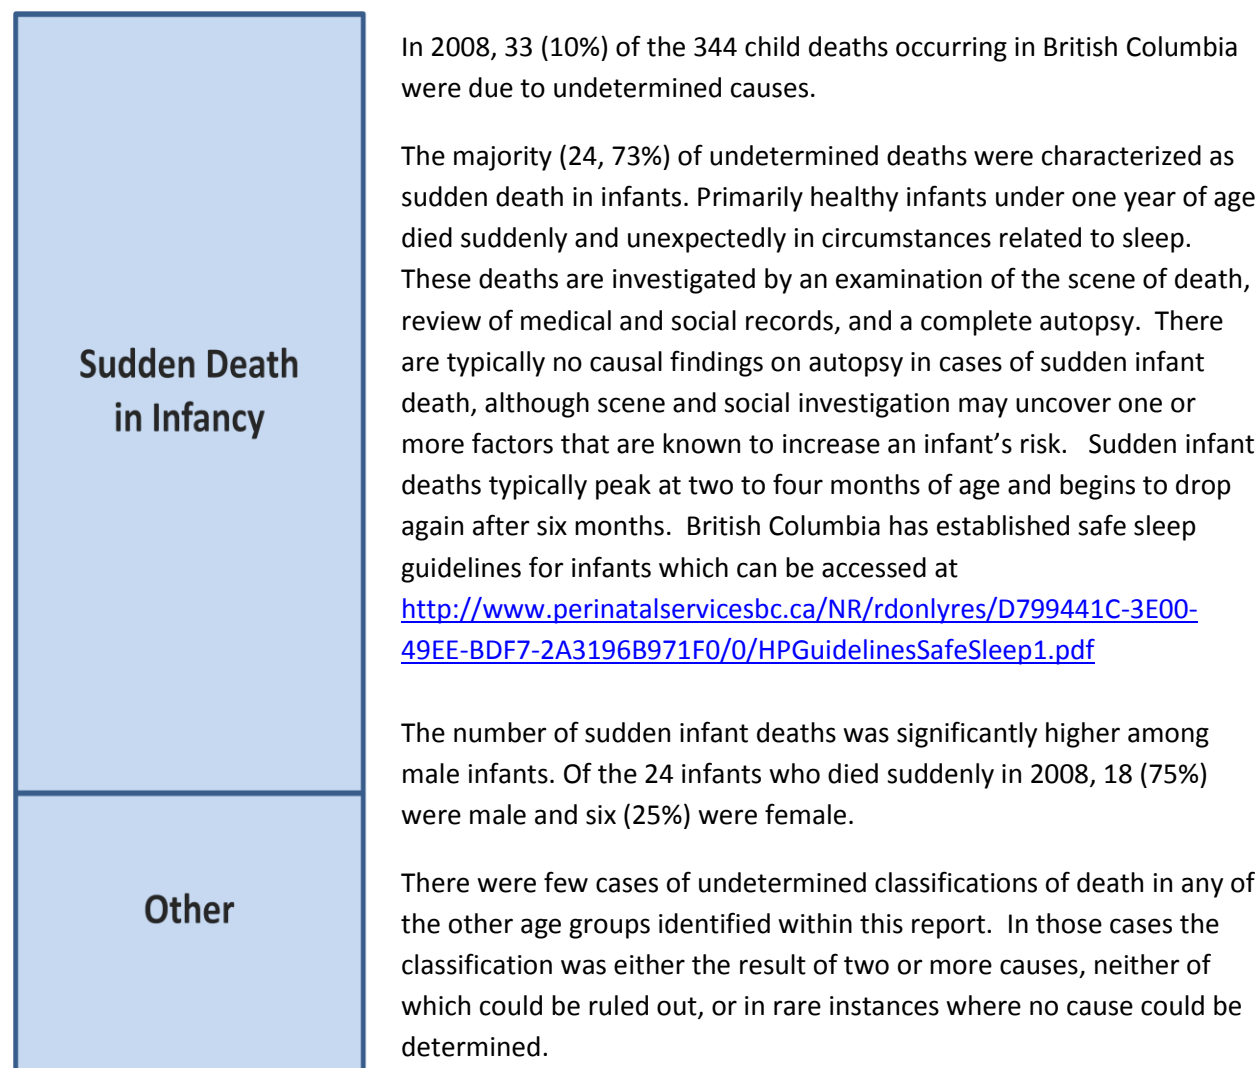 Sudden Death
in Infancy
Other
In 2008, 33 (10%) of the 344 child deaths occurring in British Columbia
were due to undetermined causes.
The majority (24, 73%) of undetermined deaths were characterized as
sudden death in infants. Primarily healthy infants under one year of age
died suddenly and unexpectedly in circumstances related to sleep.
These deaths are investigated by an examination of the scene of death,
review of medical and social records, and a complete autopsy.  There
are typically no causal findings on autopsy in cases of sudden infant
death, although scene and social investigation may uncover one or
more factors that are known to increase an infant’s risk.   Sudden infant
deaths typically peak at two to four months of age and begins to drop
again after six months.  British Columbia has established safe sleep
guidelines for infants which can be accessed at
http://www.perinatalservicesbc.ca/NR/rdonlyres/D799441C-3E00-
49EE-BDF7-2A3196B971F0/0/HPGuidelinesSafeSleep1.pdf
The number of sudden infant deaths was significantly higher among
male infants. Of the 24 infants who died suddenly in 2008, 18 (75%)
were male and six (25%) were female.
There were few cases of undetermined classifications of death in any of
the other age groups identified within this report.  In those cases the
classification was either the result of two or more causes, neither of
which could be ruled out, or in rare instances where no cause could be
determined.